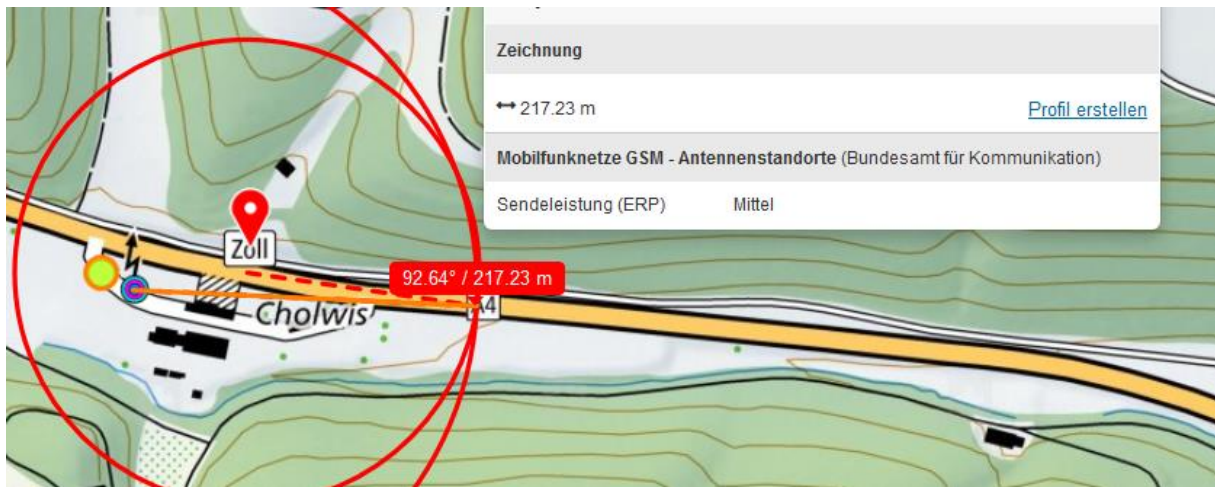 Zeichnung
↔ 217.23 m
Profil erstellen
Mobilfunknetze GSM - Antennenstandorte (Bundesamt für Kommunikation)
Sendeleistung (ERP) Mittel
Zoll
92.64° / 217.23 m
A4
Cholwis